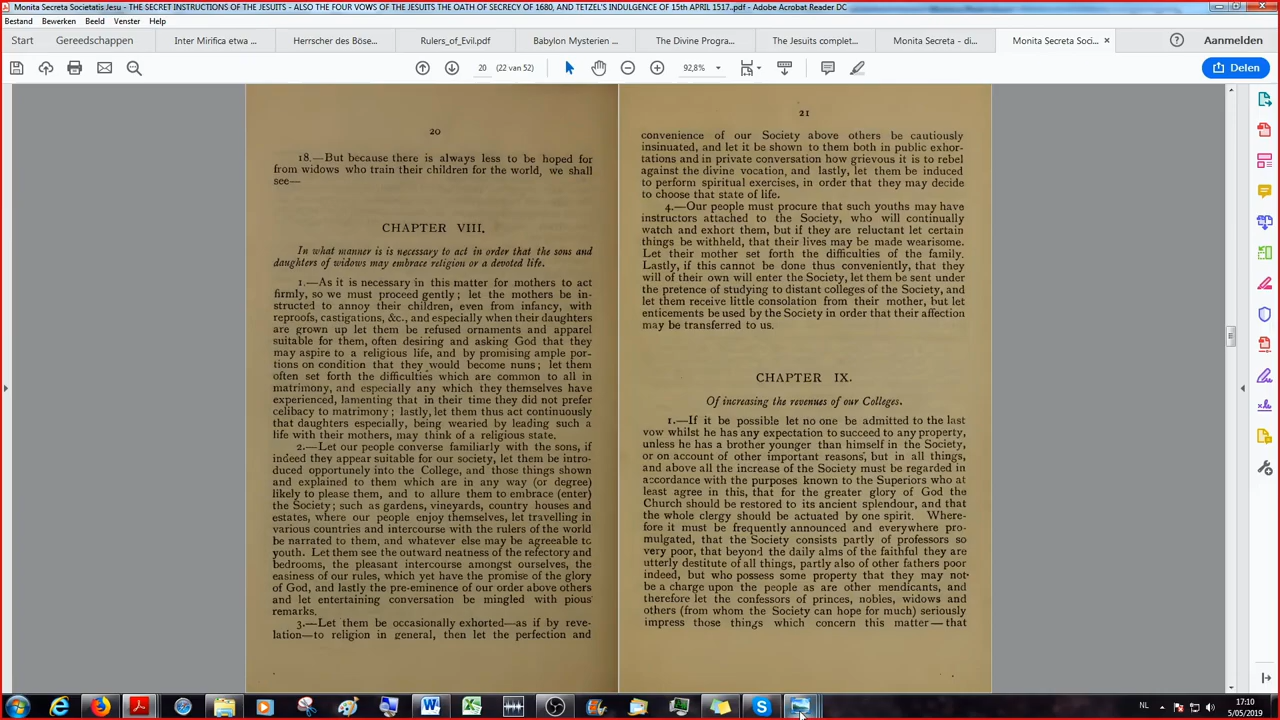 Monita Secreta Societatis Jesu - THE SECRET INSTRUCTIONS OF THE JESUITS - ALSO THE FOUR VOWS OF THE JESUITS THE OATH OF SECRECY OF 1680, AND TETZEL'S INDULGENCE OF 15th APRIL 1517..pdf - Adobe Acrobat Reader DC
Bestand Bewerken Beeld Venster Help
Start Gereedschappen Inter Mirifica etwa ... Herrscher des Böse... Rulers_of_Evil.pdf Babylon Mysterien ... The Divine Progra... The Jesuits complet... Monita Secreta - di... Monita Secreta Soci... × Aanmelden
20 (22 van 52) 92,8% Delen
20
18.—But because there is always less to be hoped for
from widows who train their children for the world, we shall
see—
CHAPTER VIII.
In what manner is is necessary to act in order that the sons and
daughters of widows may embrace religion or a devoted life.
1.—As it is necessary in this matter for mothers to act
firmly, so we must proceed gently; let the mothers be in-
structed to annoy their children, even from infancy, with
reproofs, castigations, &c., and especially when their daughters
are grown up let them be refused ornaments and apparel
suitable for them, often desiring and asking God that they
may aspire to a religious life, and by promising ample por-
tions on condition that they would become nuns; let them
often set forth the difficulties which are common to all in
matrimony, and especially any which they themselves have
experienced, lamenting that in their time they did not prefer
celibacy to matrimony; lastly, let them thus act continuously
that daughters especially, being wearied by leading such a
life with their mothers, may think of a religious state.
2.—Let our people converse familiarly with the sons, if
indeed they appear suitable for our society, let them be intro-
duced opportunely into the College, and those things shown
and explained to them which are in any way (or degree)
likely to please them, and to allure them to embrace (enter)
the Society; such as gardens, vineyards, country houses and
estates, where our people enjoy themselves, let travelling in
various countries and intercourse with the rulers of the world
be narrated to them, and whatever else may be agreeable to
youth. Let them see the outward neatness of the refectory and
bedrooms, the pleasant intercourse amongst ourselves, the
easiness of our rules, which yet have the promise of the glory
of God, and lastly the pre-eminence of our order above others
and let entertaining conversation be mingled with pious
remarks.
3.—Let them be occasionally exhorted—as if by reve-
lation—to religion in general, then let the perfection and
21
convenience of our Society above others be cautiously
insinuated, and let it be shown to them both in public exhor-
tations and in private conversation how grievous it is to rebel
against the divine vocation, and lastly, let them be induced
to perform spiritual exercises, in order that they may decide
to choose that state of life.
4.—Our people must procure that such youths may have
instructors attached to the Society, who will continually
watch and exhort them, but if they are reluctant let certain
things be withheld, that their lives may be made wearisome.
Let their mother set forth the difficulties of the family.
Lastly, if this cannot be done thus conveniently, that they
will of their own will enter the Society, let them be sent under
the pretence of studying to distant colleges of the Society, and
let them receive little consolation from their mother, but let
enticements be used by the Society in order that their affection
may be transferred to us.
CHAPTER IX.
Of increasing the revenues of our Colleges.
1.—If it be possible let no one be admitted to the last
vow whilst he has any expectation to succeed to any property,
unless he has a brother younger than himself in the Society,
or on account of other important reasons, but in all things,
and above all the increase of the Society must be regarded in
accordance with the purposes known to the Superiors who at
least agree in this, that for the greater glory of God the
Church should be restored to its ancient splendour, and that
the whole clergy should be actuated by one spirit. Where-
fore it must be frequently announced and everywhere pro-
mulgated, that the Society consists partly of professors so
very poor, that beyond the daily alms of the faithful they are
utterly destitute of all things, partly also of other fathers poor
indeed, but who possess some property that they may not
be a charge upon the people as are other mendicants, and
therefore let the confessors of princes, nobles, widows and
others (from whom the Society can hope for much) seriously
impress those things which concern this matter—that
NL 17:10
5/05/2019